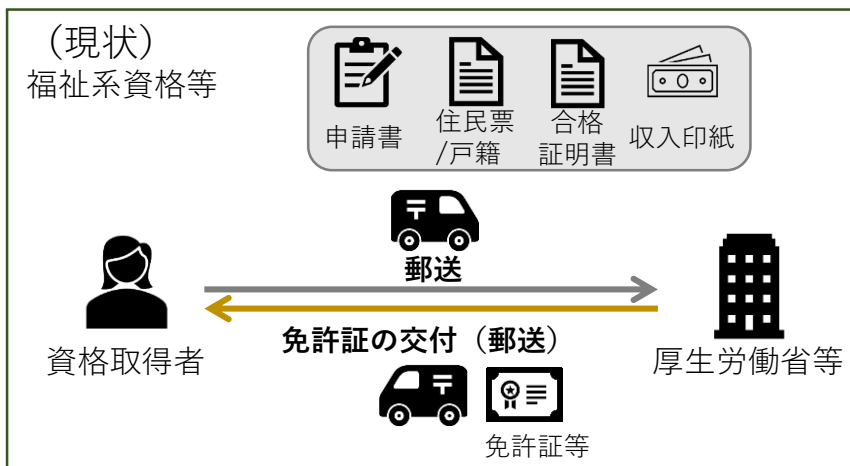 （現状）
福祉系資格等
申請書
住民票
/戸籍
合格
証明書
収入印紙
〒
郵送
免許証の交付（郵送）
資格取得者
厚生労働省等
〒
免許証等